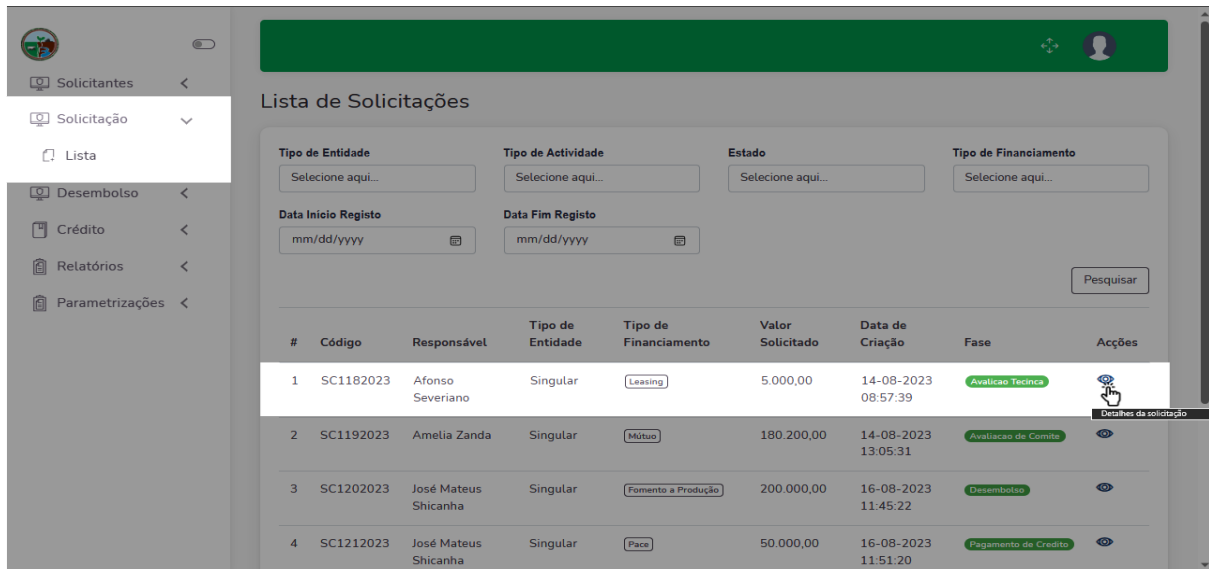 Solicitantes
Solicitação
Lista
Desembolso
Crédito
Relatórios
Parametrizações
Lista de Solicitações
Tipo de Entidade Tipo de Actividade Estado Tipo de Financiamento
Selecione aqui... Selecione aqui... Selecione aqui... Selecione aqui...
Data Inicio Registo Data Fim Registo
mm/dd/yyyy mm/dd/yyyy
Pesquisar
# Código Responsável Tipo de Entidade Tipo de Financiamento Valor Solicitado Data de Criação Fase Acções
1 SC1182023 Afonso Severiano Singular Leasing 5.000,00 14-08-2023 08:57:39 Avalicao Tecinca
Detalhes da solicitação
2 SC1192023 Amelia Zanda Singular Mútuo 180.200,00 14-08-2023 13:05:31 Avaliacao de Comite
3 SC1202023 José Mateus Shicanha Singular Fomento a Produção 200.000,00 16-08-2023 11:45:22 Desembolso
4 SC1212023 José Mateus Shicanha Singular Pace 50.000,00 16-08-2023 11:51:20 Pagamento de Credito